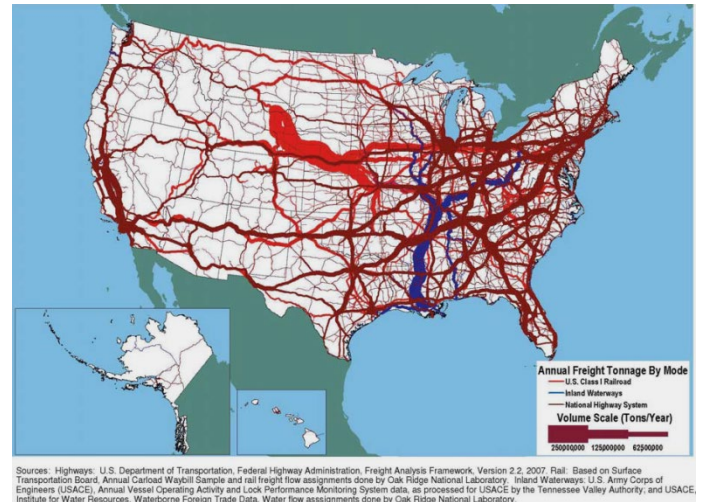 Annual Freight Tonnage By Mode
U.S. Class I Railroad
Inland Waterways
National Highway System
Volume Scale (Tons/Year)
250000000 125000000 62500000
Sources: Highways: U.S. Department of Transportation, Federal Highway Administration, Freight Analysis Framework, Version 2.2, 2007. Rail: Based on Surface
Transportation Board, Annual Carload Waybill Sample and rail freight flow assignments done by Oak Ridge National Laboratory. Inland Waterways: U.S. Army Corps of
Engineers (USACE), Annual Vessel Operating Activity and Lock Performance Monitoring System data, as processed for USACE by the Tennessee Valley Authority; and USACE,
Institute for Water Resources, Waterborne Foreign Trade Data, Water flow asssignments done by Oak Ridge National Laboratory.